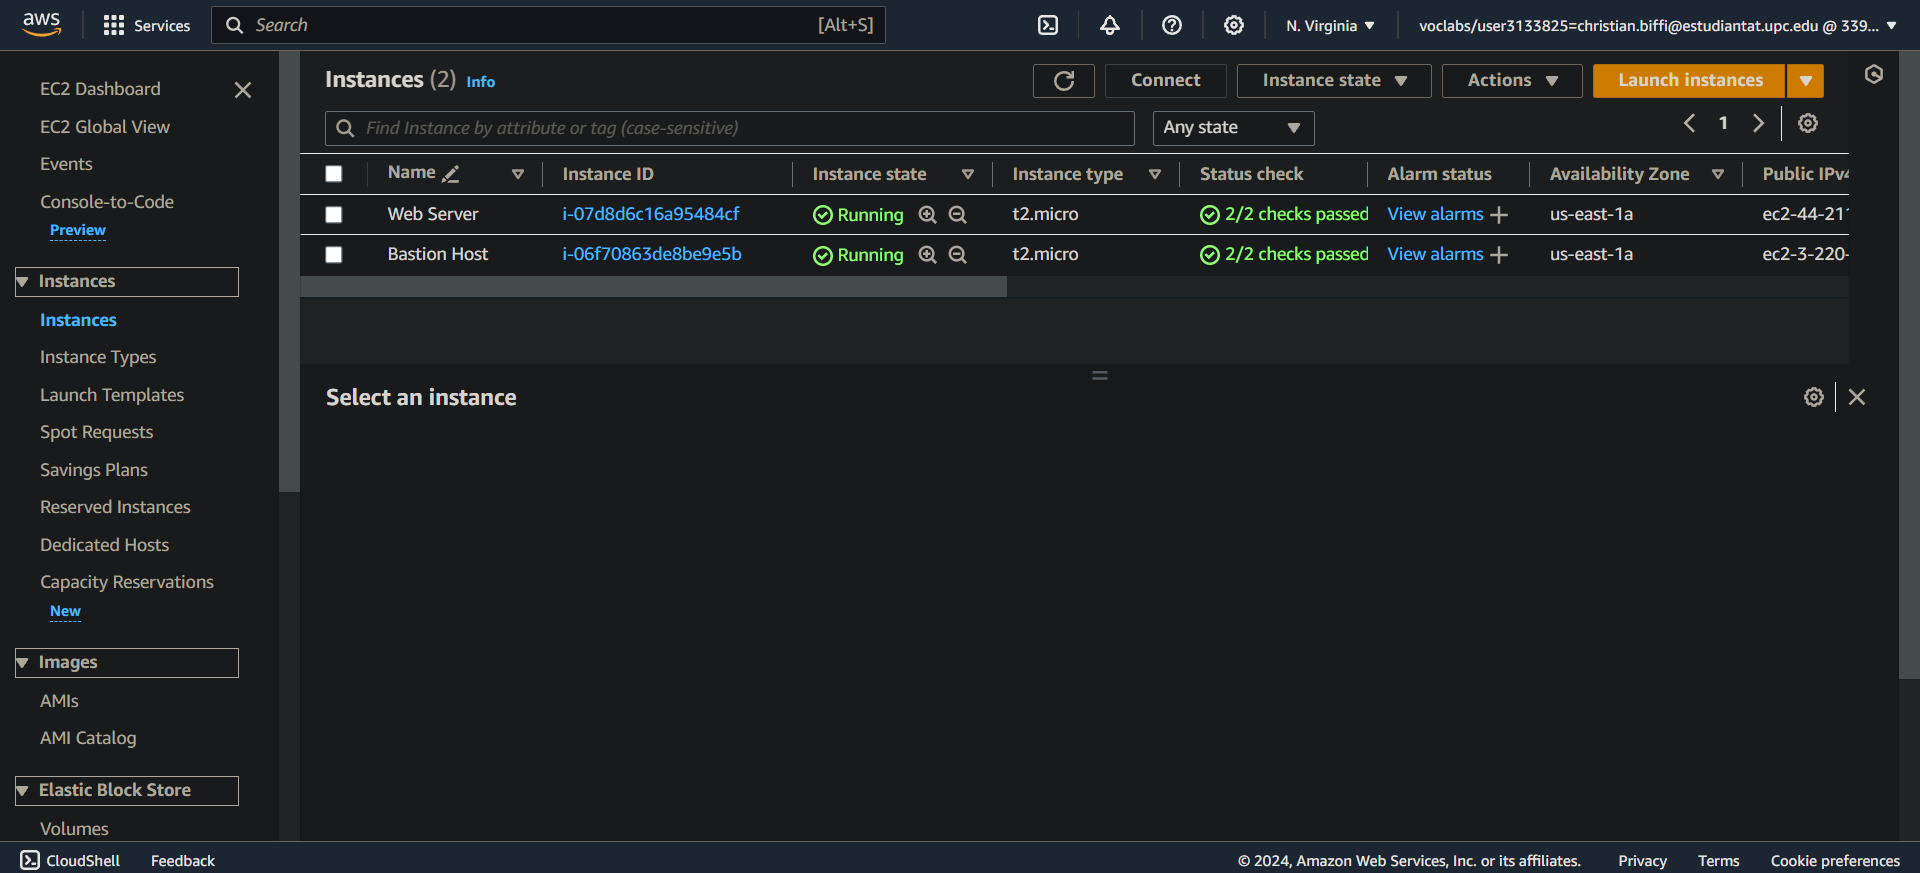 aws
Services
Search [Alt+S]
N. Virginia
voclabs/user3133825=christian.biffi@estudiantat.upc.edu @ 339...
EC2 Dashboard
EC2 Global View
Events
Console-to-Code
Preview
Instances
Instances
Instance Types
Launch Templates
Spot Requests
Savings Plans
Reserved Instances
Dedicated Hosts
Capacity Reservations
New
Images
AMIs
AMI Catalog
Elastic Block Store
Volumes
Instances (2) Info
Connect
Instance state
Actions
Launch instances
Find Instance by attribute or tag (case-sensitive)
Any state
1
Name Instance ID Instance state Instance type Status check Alarm status Availability Zone Public IPv4
Web Server i-07d8d6c16a95484cf Running t2.micro 2/2 checks passed View alarms + us-east-1a ec2-44-211
Bastion Host i-06f70863de8be9e5b Running t2.micro 2/2 checks passed View alarms + us-east-1a ec2-3-220-
Select an instance
CloudShell Feedback
© 2024, Amazon Web Services, Inc. or its affiliates. Privacy Terms Cookie preferences